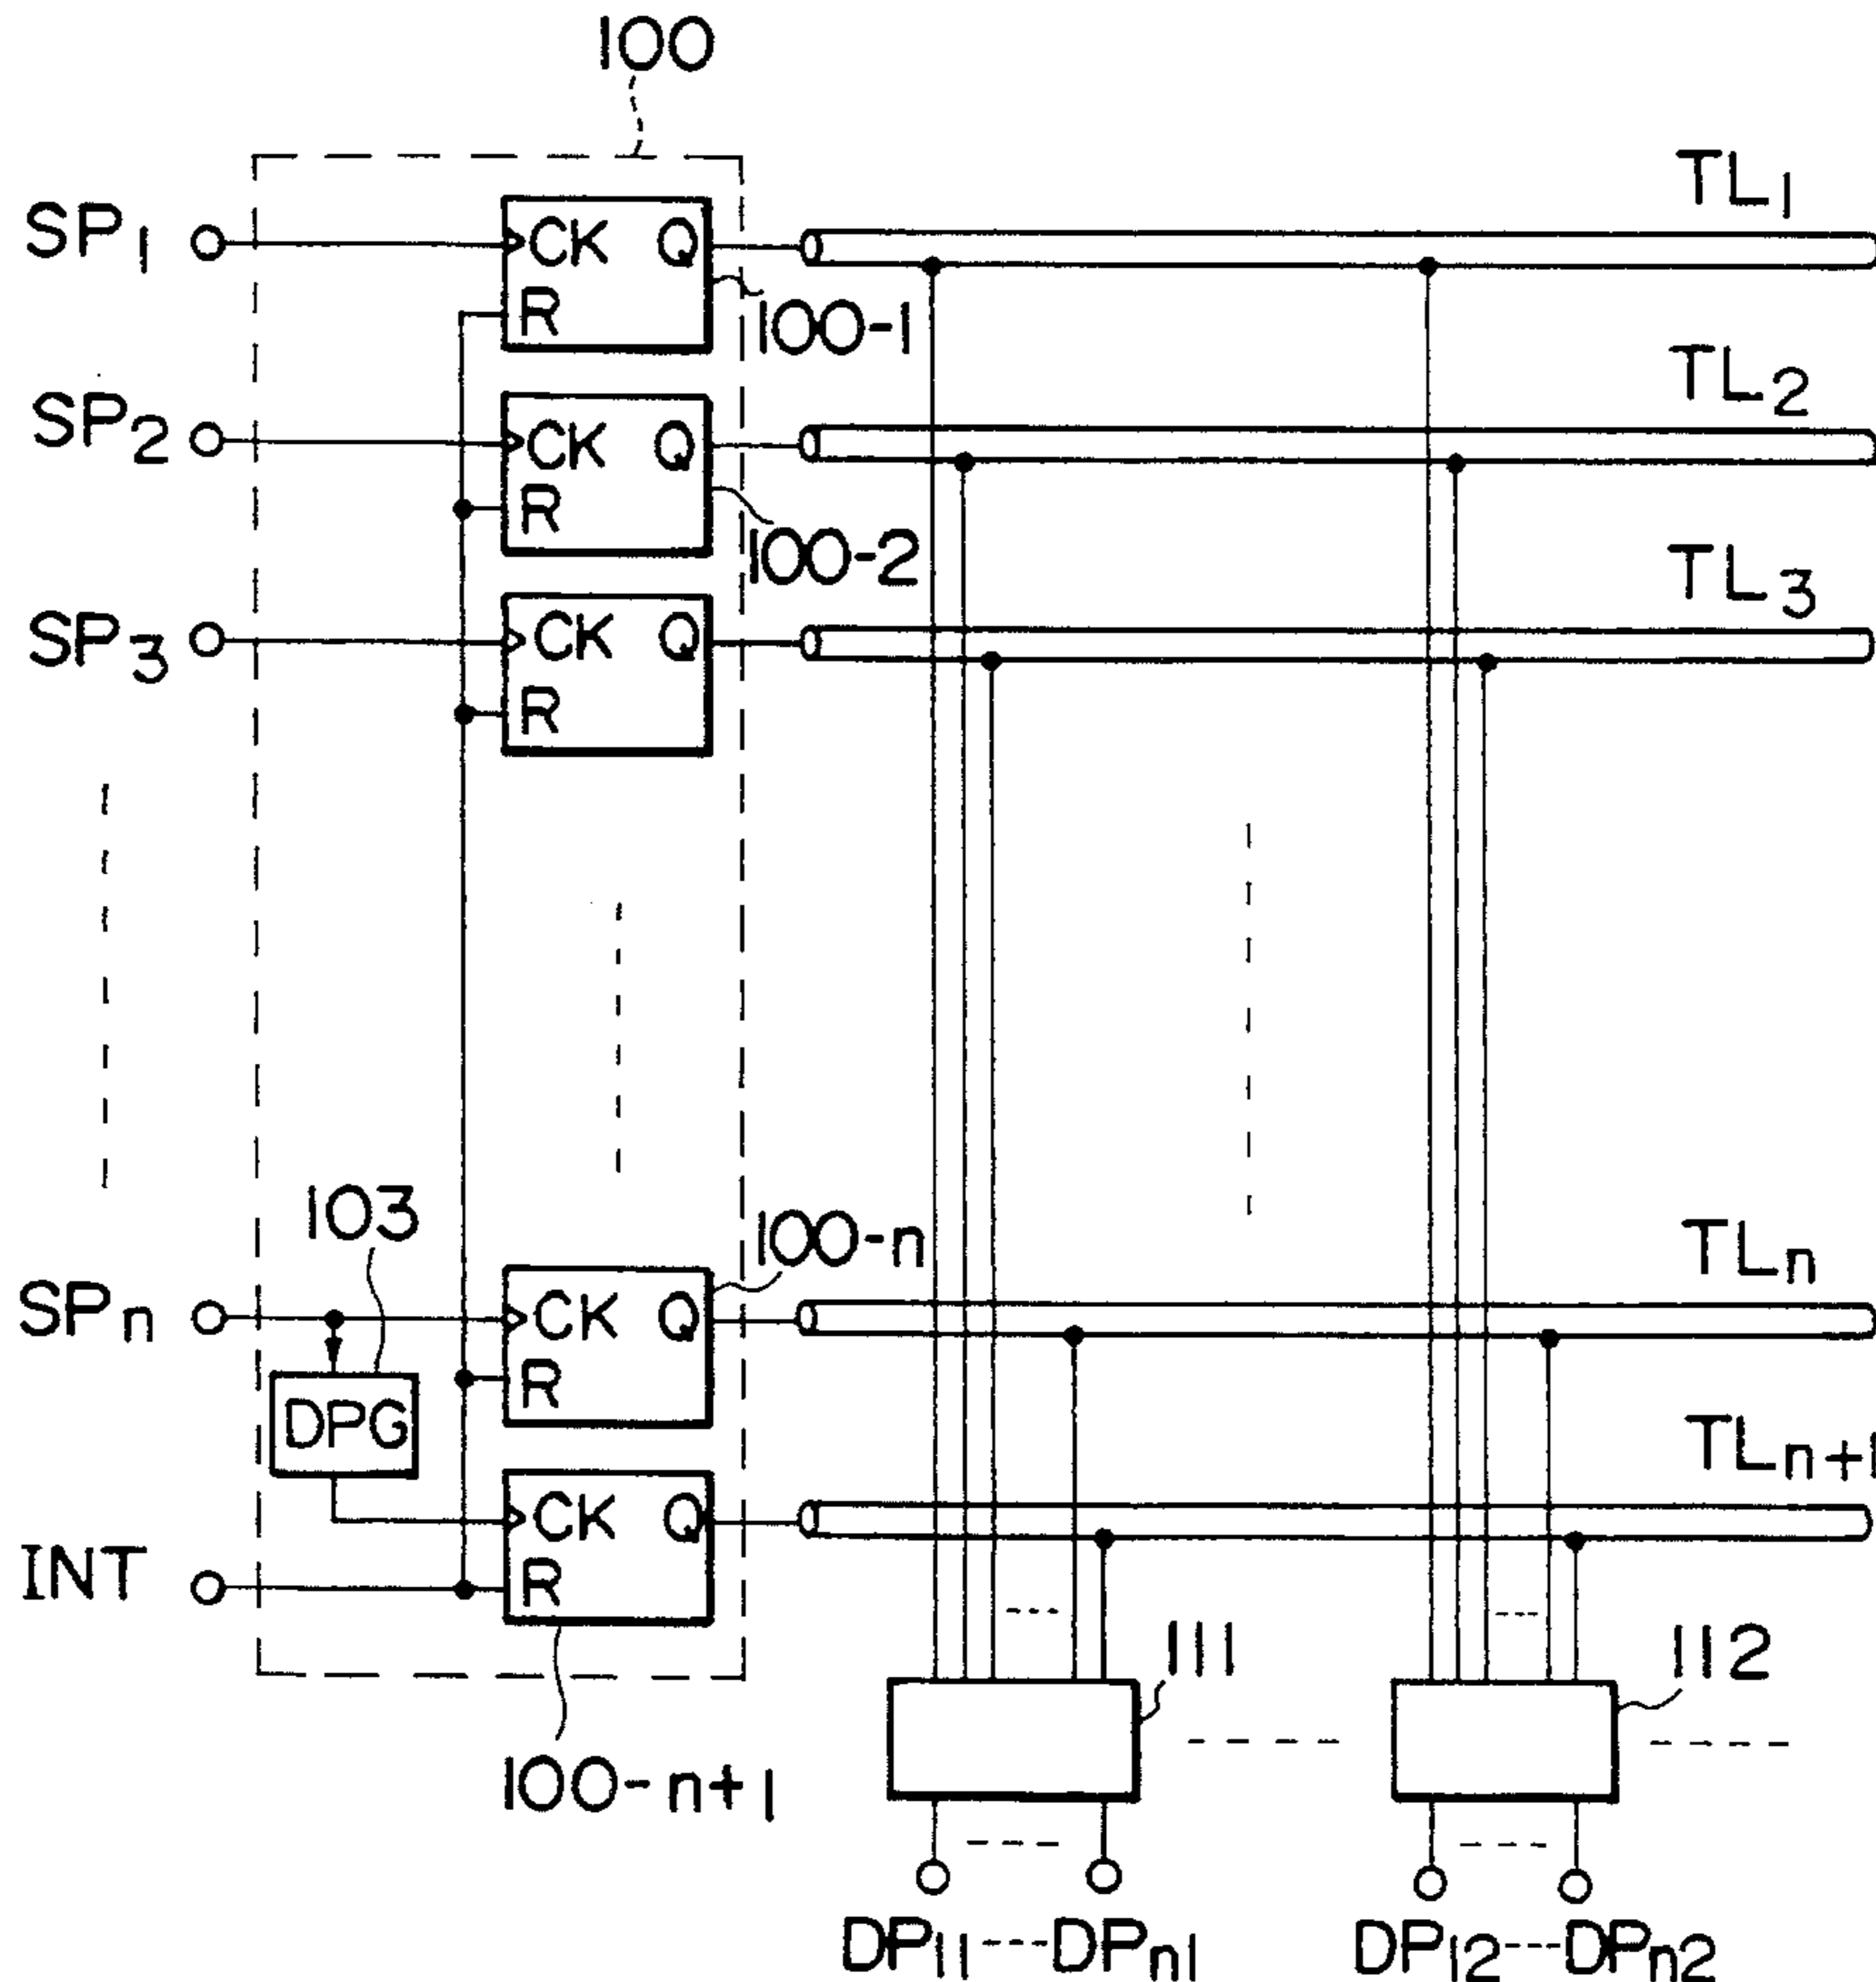 100
SP1 CK Q TL1
R 100-1
SP2 CK Q TL2
R 100-2
SP3 CK Q TL3
R
103 100-n
SPn CK Q TLn
R
DPG
CK Q TLn+1
INT R
111 112
100-n+1
DP11---DPn1 DP12---DPn2